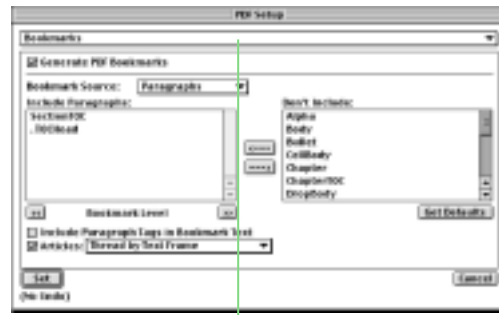 PDF Setup
Bookmarks
Generate PDF Bookmarks
Bookmark Source: Paragraphs
Include Paragraphs: Don't Include:
SectionTOC Alpha
.TOCHead Body
Bullet
CellBody
Chapter
ChapterTOC
DropBody
<< Bookmark Level >>
Get Defaults
Include Paragraph Tags in Bookmark Text
Articles: Thread by Text Frame
Set Cancel
(No Undo)